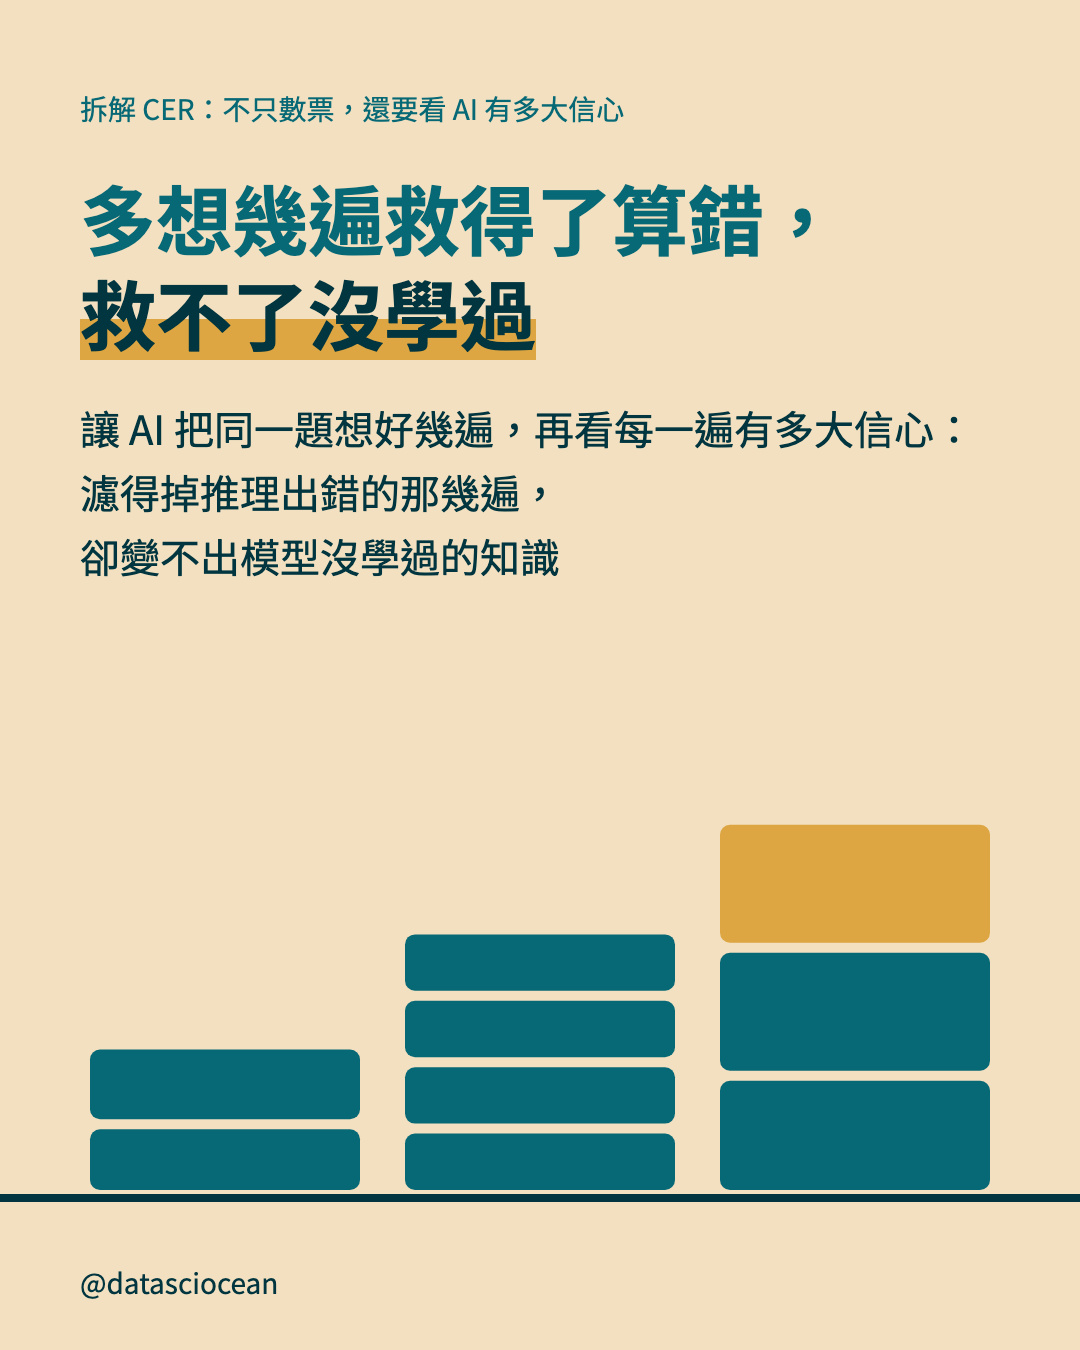 拆解 CER：不只數票，還要看 AI 有多大信心
多想幾遍救得了算錯，
救不了沒學過
讓 AI 把同一題想好幾遍，再看每一遍有多大信心：
濾得掉推理出錯的那幾遍，
卻變不出模型沒學過的知識
@datasciocean